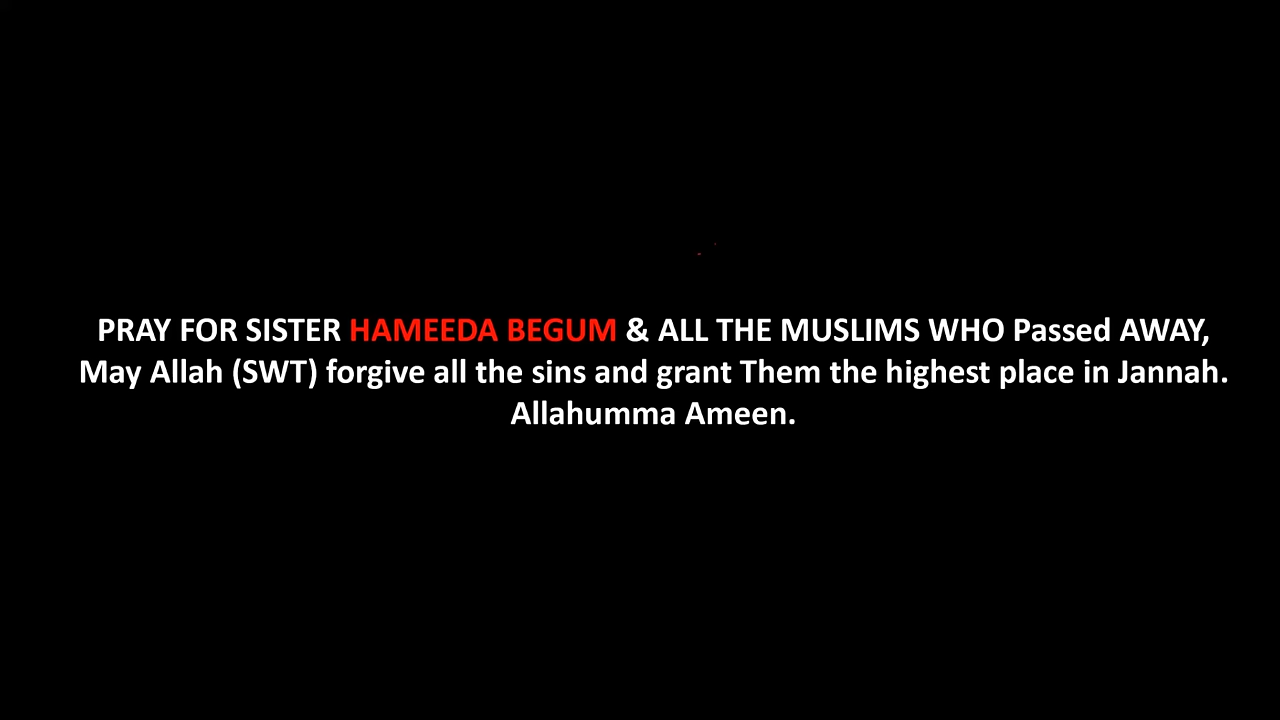 PRAY FOR SISTER HAMEEDA BEGUM & ALL THE MUSLIMS WHO Passed AWAY,
May Allah (SWT) forgive all the sins and grant Them the highest place in Jannah.
Allahumma Ameen.